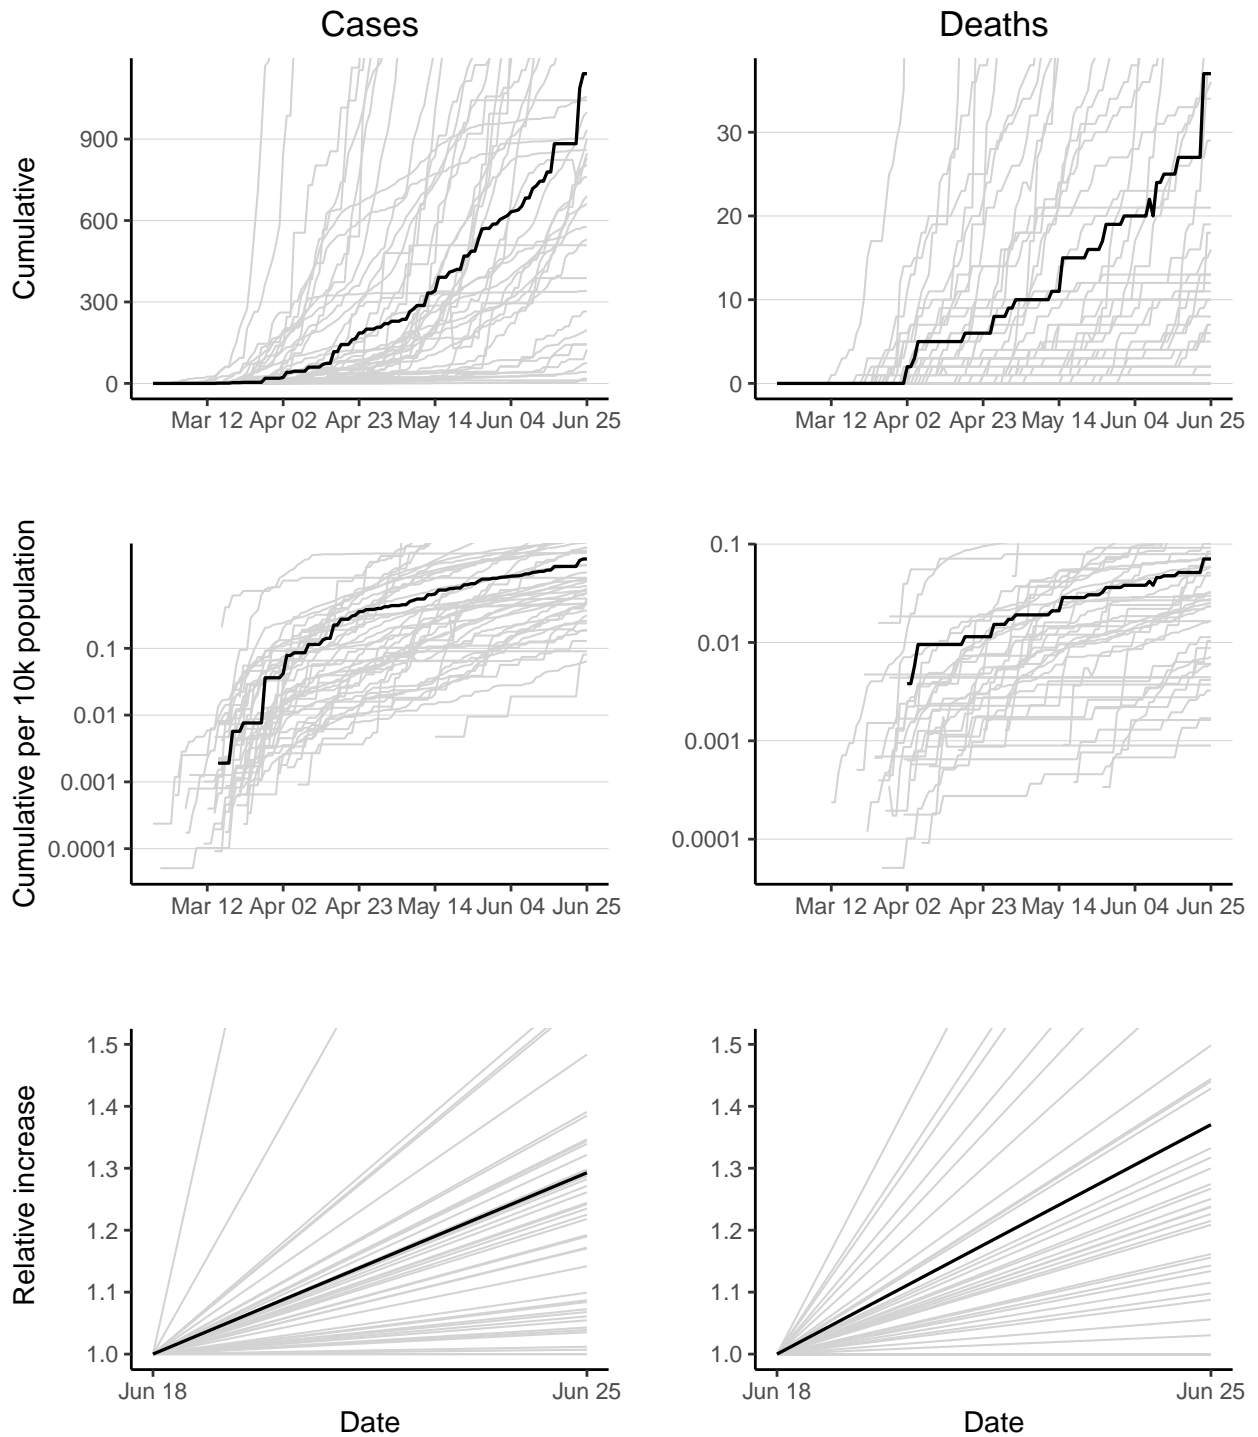 Cases
Deaths
Cumulative
900
600
300
0
Mar 12 Apr 02 Apr 23 May 14 Jun 04 Jun 25
30
20
10
0
Mar 12 Apr 02 Apr 23 May 14 Jun 04 Jun 25
Cumulative per 10k population
0.1
0.01
0.001
0.0001
Mar 12 Apr 02 Apr 23 May 14 Jun 04 Jun 25
0.1
0.01
0.001
0.0001
Mar 12 Apr 02 Apr 23 May 14 Jun 04 Jun 25
Relative increase
1.5
1.4
1.3
1.2
1.1
1.0
Jun 18 Jun 25
Date
1.5
1.4
1.3
1.2
1.1
1.0
Jun 18 Jun 25
Date